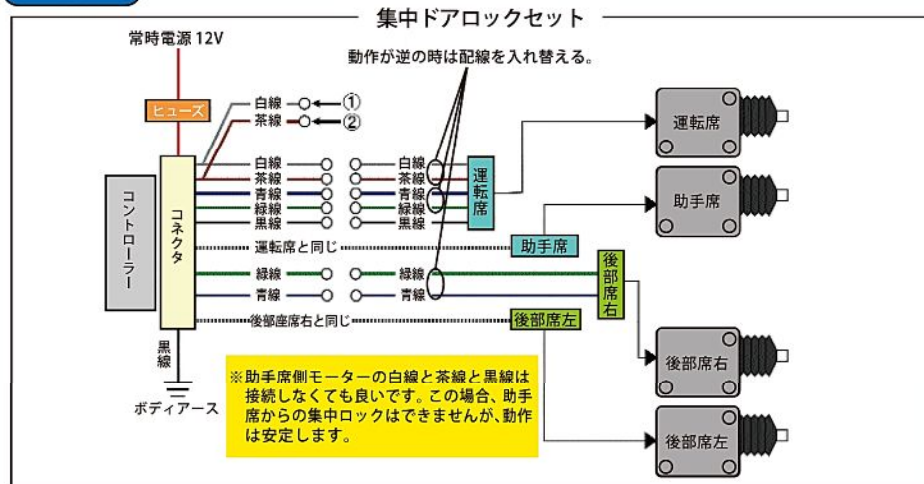 集中ドアロックセット
常時電源 12V
動作が逆の時は配線を入れ替える。
ヒューズ
白線 ①
茶線 ②
コントローラー
コネクタ
白線 白線
茶線 茶線
青線 青線
緑線 緑線
黒線 黒線
運転席
運転席と同じ
助手席
緑線 緑線
青線 青線
後部席右
後部座席右と同じ
後部席左
運転席
助手席
後部席右
後部席左
黒線
ボディアース
※助手席側モーターの白線と茶線と黒線は
接続しなくても良いです。この場合、助手
席からの集中ロックはできませんが、動作
は安定します。